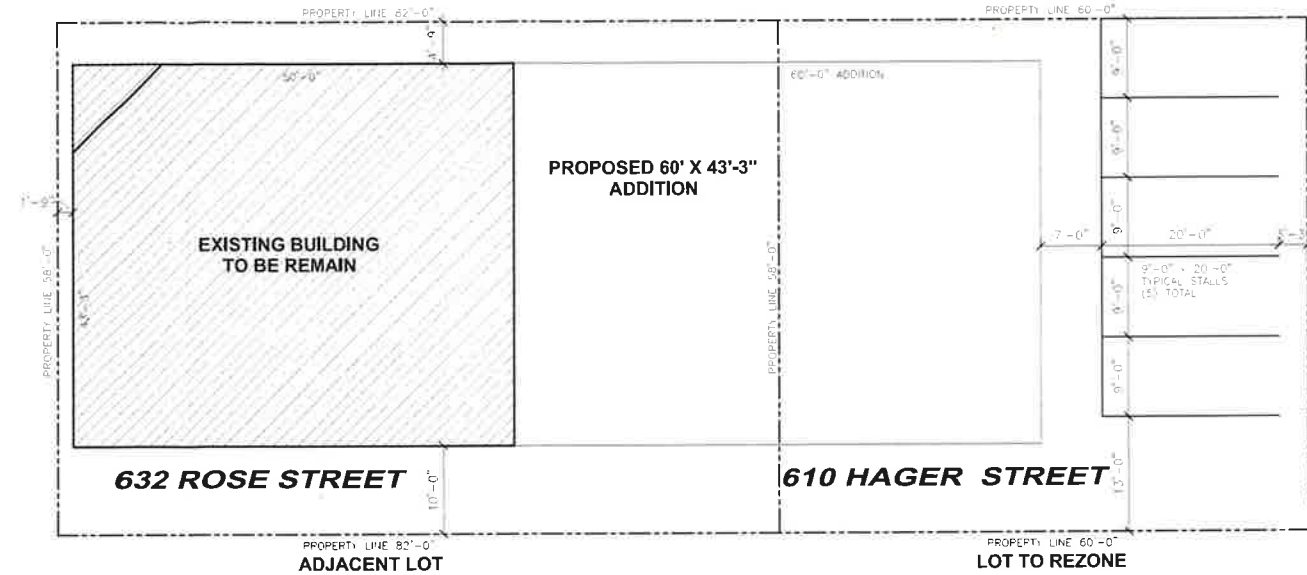 PROPERTY LINE 82'-0"
PROPERTY LINE 60'-0"
4'-9"
50'-0"
60'-0" ADDITION
9'-0"
9'-0"
PROPOSED 60' X 43'-3"
ADDITION
1'-9"
9'-0"
EXISTING BUILDING
TO BE REMAIN
7'-0"
20'-0"
PROPERTY LINE 58'-0"
43'-3"
PROPERTY LINE 58'-0"
9'-0" x 20'-0"
TYPICAL STALLS
(5) TOTAL
9'-0"
9'-0"
632 ROSE STREET
10'-0"
610 HAGER STREET
13'-0"
PROPERTY LINE 82'-0"
ADJACENT LOT
PROPERTY LINE 60'-0"
LOT TO REZONE